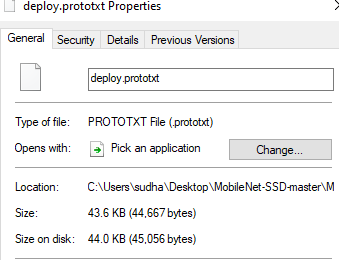 deploy.prototxt Properties
General Security Details Previous Versions
deploy.prototxt
Type of file: PROTOTXT File (.prototxt)
Opens with: Pick an application Change...
Location: C:\Users\sudha\Desktop\MobileNet-SSD-master\M
Size: 43.6 KB (44,667 bytes)
Size on disk: 44.0 KB (45,056 bytes)